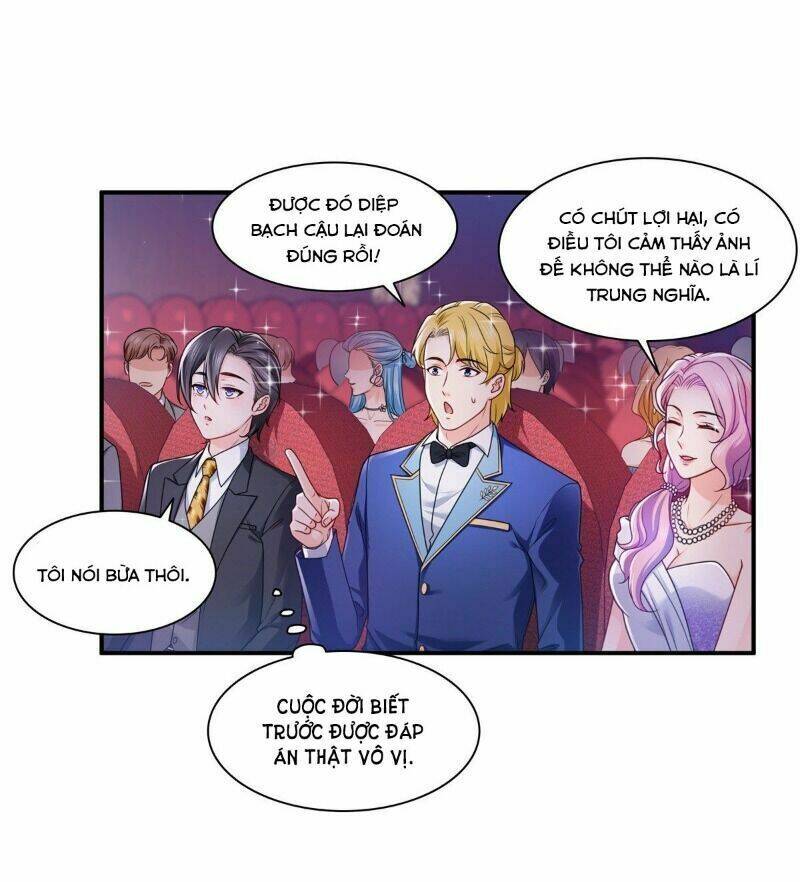 ĐƯỢC ĐÓ DIỆP
BẠCH CẬU LẠI ĐOÁN
ĐÚNG RỒI!
CÓ CHÚT LỢI HẠI, CÓ
ĐIỀU TÔI CẢM THẤY ẢNH
ĐẾ KHÔNG THỂ NÀO LÀ LÍ
TRUNG NGHĨA.
TÔI NÓI BỪA THÔI.
CUỘC ĐỜI BIẾT
TRƯỚC ĐƯỢC ĐÁP
ÁN THẬT VÔ VỊ.